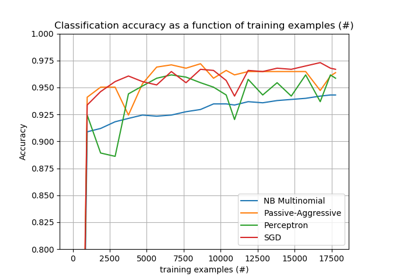 Classification accuracy as a function of training examples (#)
1.000
0.975
0.950
0.925
0.900
0.875
0.850
0.825
0.800
Accuracy
NB Multinomial
Passive-Aggressive
Perceptron
SGD
0 2500 5000 7500 10000 12500 15000 17500
training examples (#)